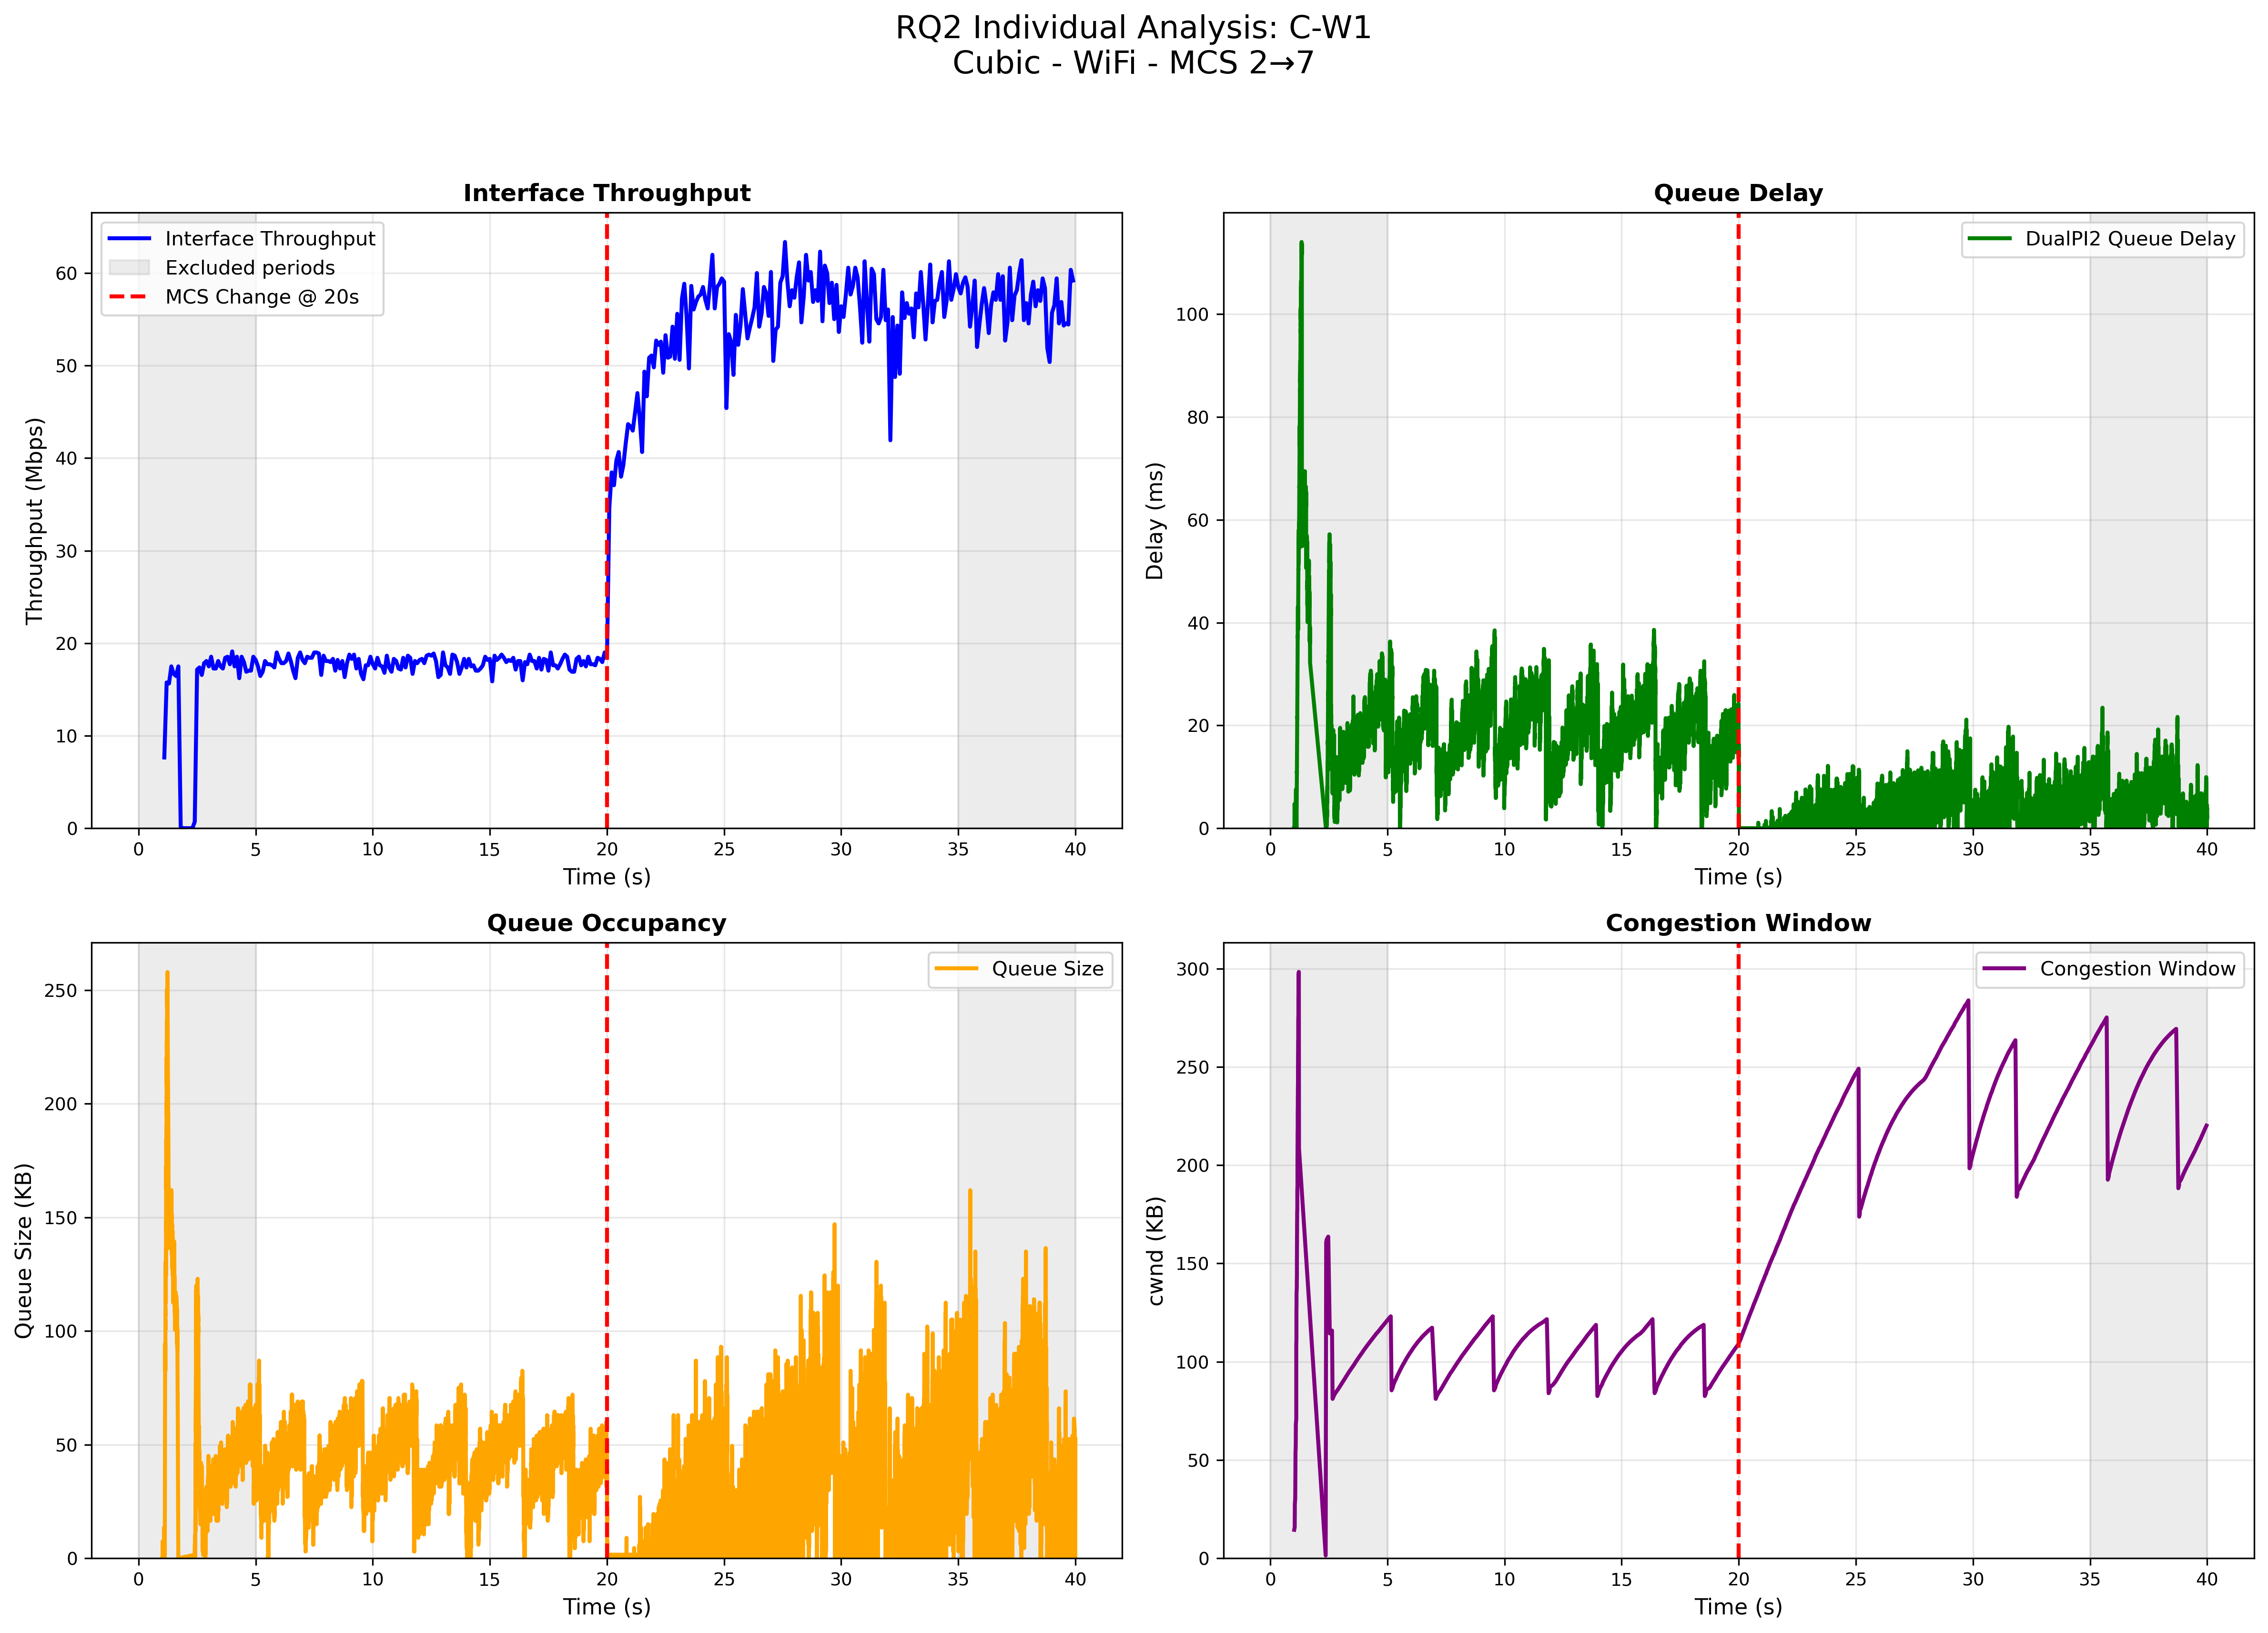 RQ2 Individual Analysis: C-W1
Cubic - WiFi - MCS 2→7
Interface Throughput
Throughput (Mbps)
60
50
40
30
20
10
0
Interface Throughput
Excluded periods
MCS Change @ 20s
0 5 10 15 20 25 30 35 40
Time (s)
Queue Delay
Delay (ms)
100
80
60
40
20
0
DualPI2 Queue Delay
0 5 10 15 20 25 30 35 40
Time (s)
Queue Occupancy
Queue Size (KB)
250
200
150
100
50
0
Queue Size
0 5 10 15 20 25 30 35 40
Time (s)
Congestion Window
cwnd (KB)
300
250
200
150
100
50
0
Congestion Window
0 5 10 15 20 25 30 35 40
Time (s)